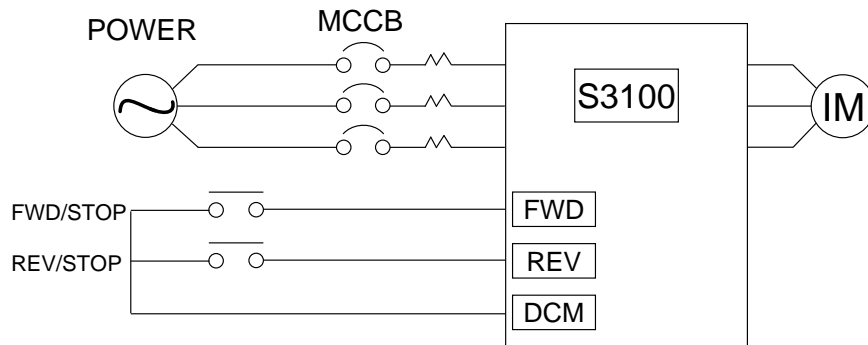 POWER
MCCB
S3100
IM
FWD/STOP
FWD
REV/STOP
REV
DCM